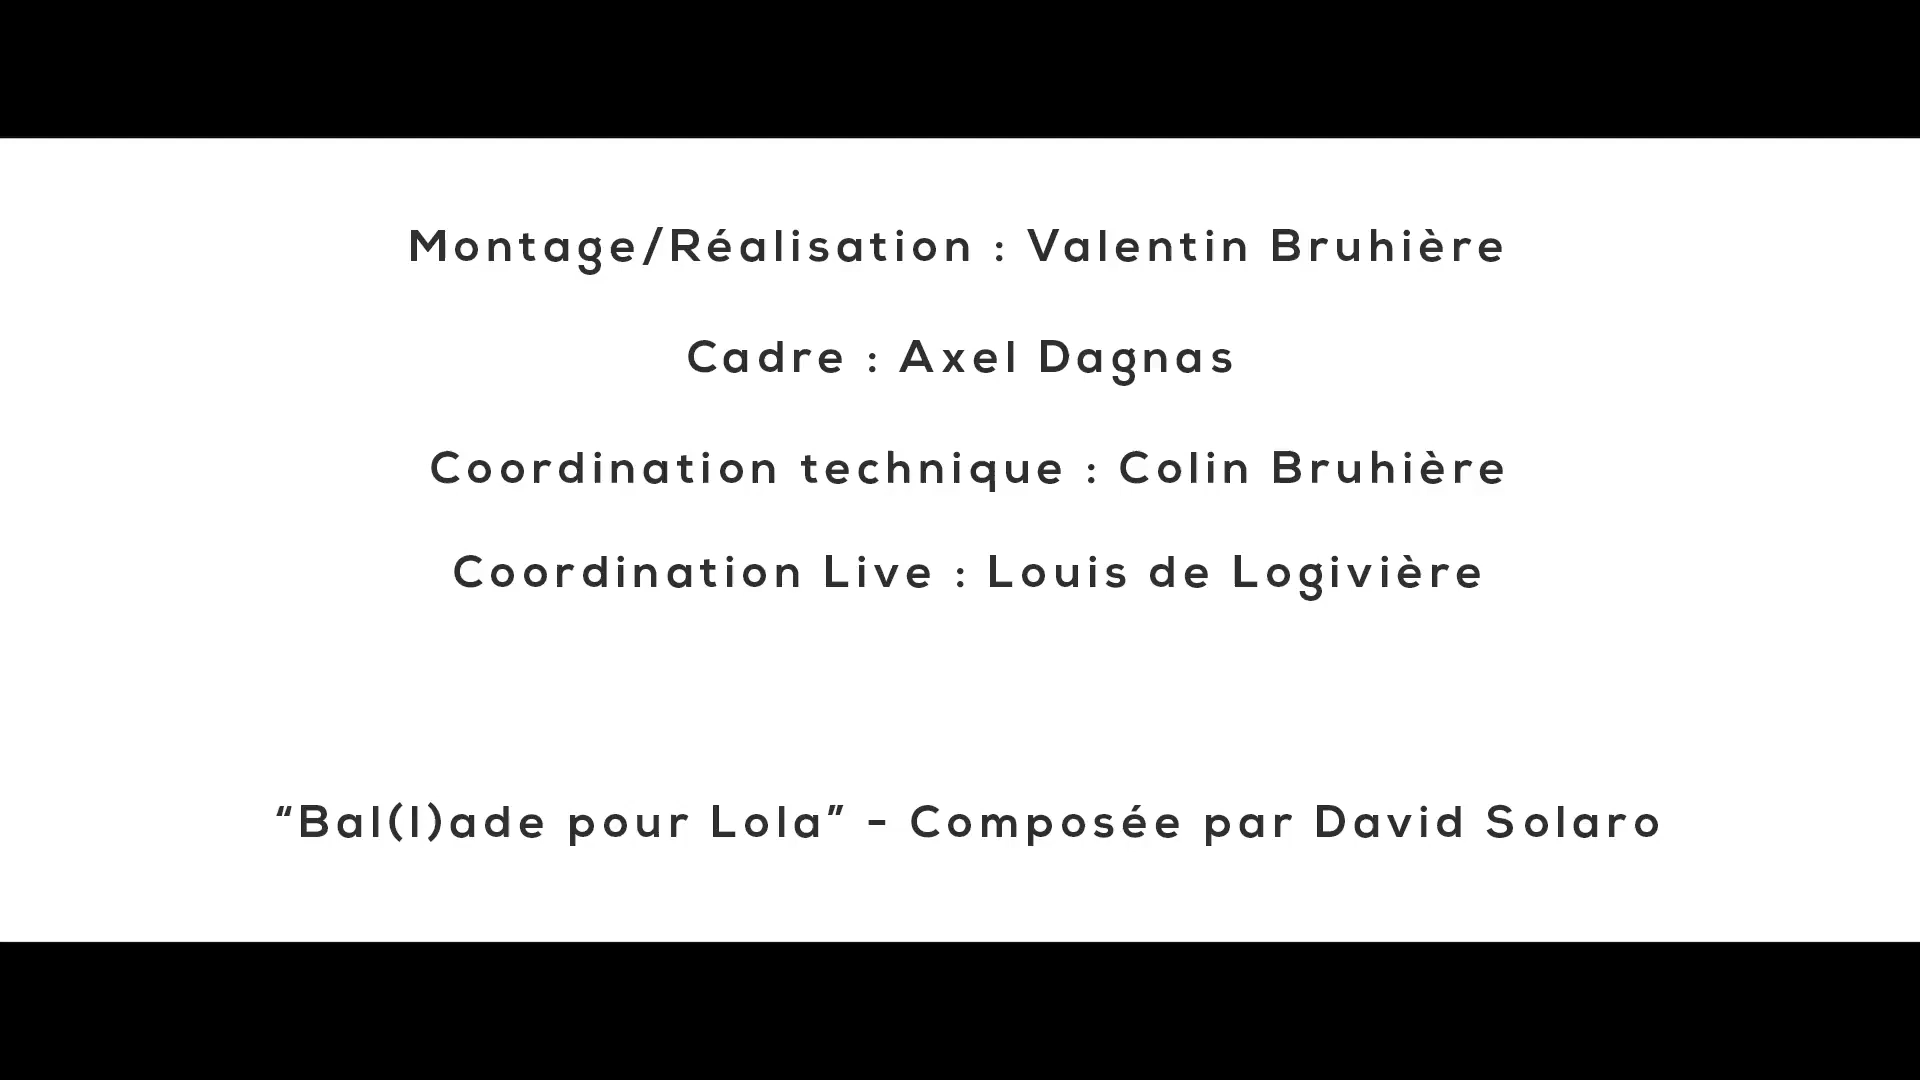 Montage/Réalisation : Valentin Bruhière
Cadre : Axel Dagnas
Coordination technique : Colin Bruhière
Coordination Live : Louis de Logivière
“Bal(l)ade pour Lola” - Composée par David Solaro